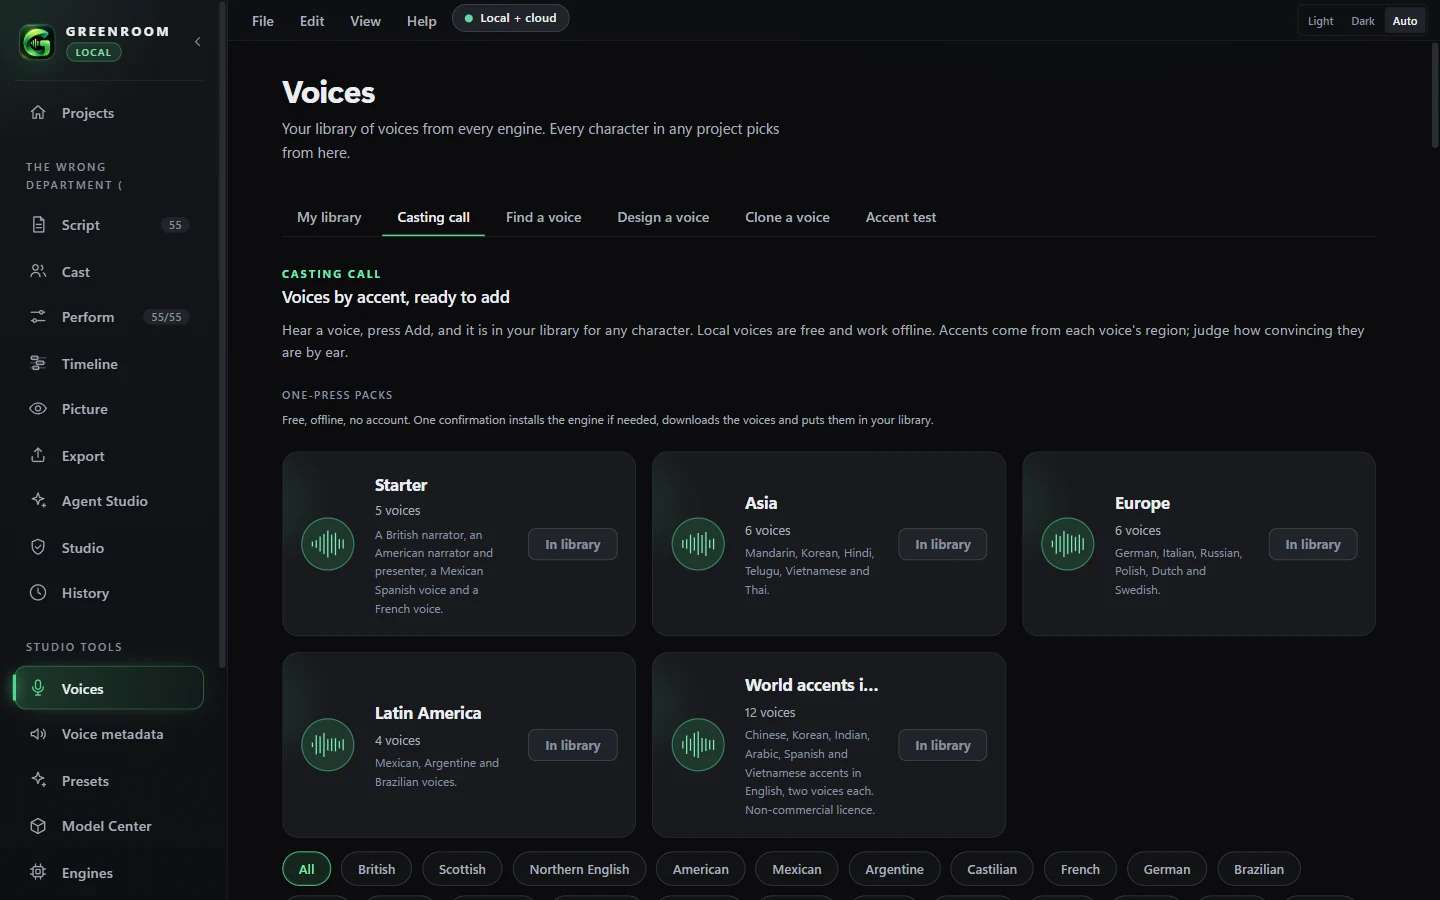 GREENROOM
LOCAL
Projects
THE WRONG
DEPARTMENT (
Script 55
Cast
Perform 55/55
Timeline
Picture
Export
Agent Studio
Studio
History
STUDIO TOOLS
Voices
Voice metadata
Presets
Model Center
Engines
File Edit View Help Local + cloud Light Dark Auto
Voices
Your library of voices from every engine. Every character in any project picks
from here.
My library Casting call Find a voice Design a voice Clone a voice Accent test
CASTING CALL
Voices by accent, ready to add
Hear a voice, press Add, and it is in your library for any character. Local voices are free and work offline. Accents come from each voice's region; judge how convincing they
are by ear.
ONE-PRESS PACKS
Free, offline, no account. One confirmation installs the engine if needed, downloads the voices and puts them in your library.
Starter
5 voices
A British narrator, an
American narrator and
presenter, a Mexican
Spanish voice and a
French voice.
In library
Asia
6 voices
Mandarin, Korean, Hindi,
Telugu, Vietnamese and
Thai.
In library
Europe
6 voices
German, Italian, Russian,
Polish, Dutch and
Swedish.
In library
Latin America
4 voices
Mexican, Argentine and
Brazilian voices.
In library
World accents i...
12 voices
Chinese, Korean, Indian,
Arabic, Spanish and
Vietnamese accents in
English, two voices each.
Non-commercial licence.
In library
All British Scottish Northern English American Mexican Argentine Castilian French German Brazilian